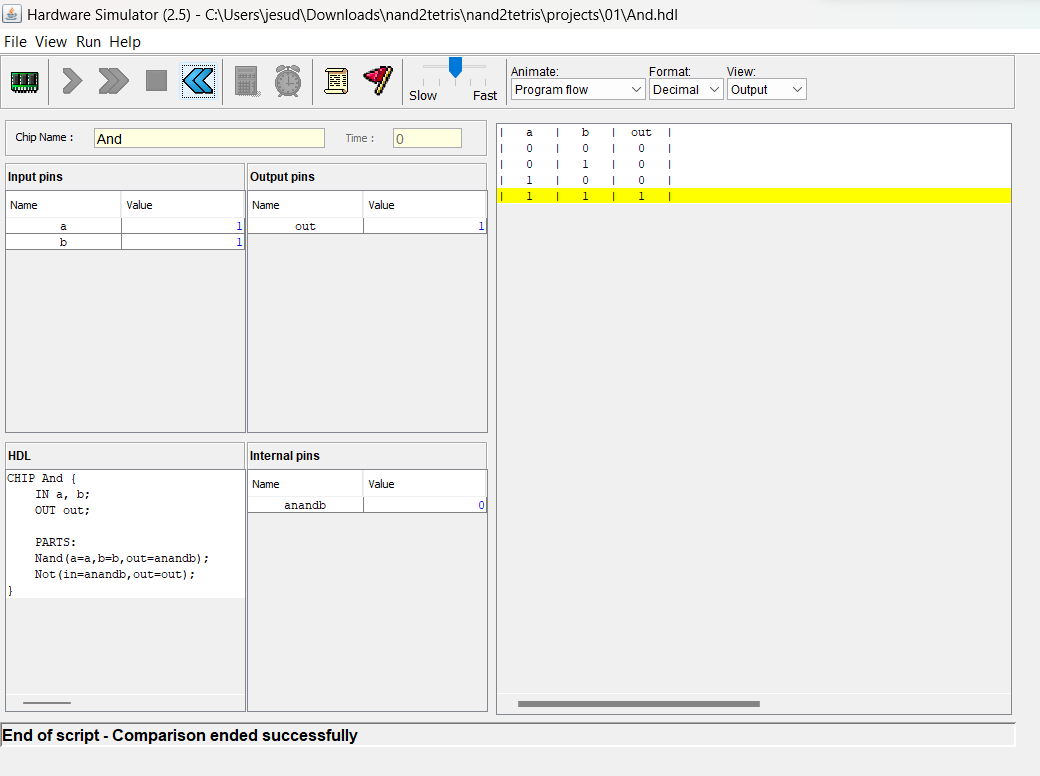 Hardware Simulator (2.5) - C:\Users\jesud\Downloads\nand2tetris\nand2tetris\projects\01\And.hdl
File View Run Help
Slow Fast
Animate: Format: View:
Program flow Decimal Output
Chip Name : And Time : 0
Input pins
Name Value
a 1
b 1
Output pins
Name Value
out 1
HDL
CHIP And {
    IN a, b;
    OUT out;
    PARTS:
    Nand(a=a,b=b,out=anandb);
    Not(in=anandb,out=out);
}
Internal pins
Name Value
anandb 0
| a | b | out |
| 0 | 0 | 0 |
| 0 | 1 | 0 |
| 1 | 0 | 0 |
| 1 | 1 | 1 |
End of script - Comparison ended successfully